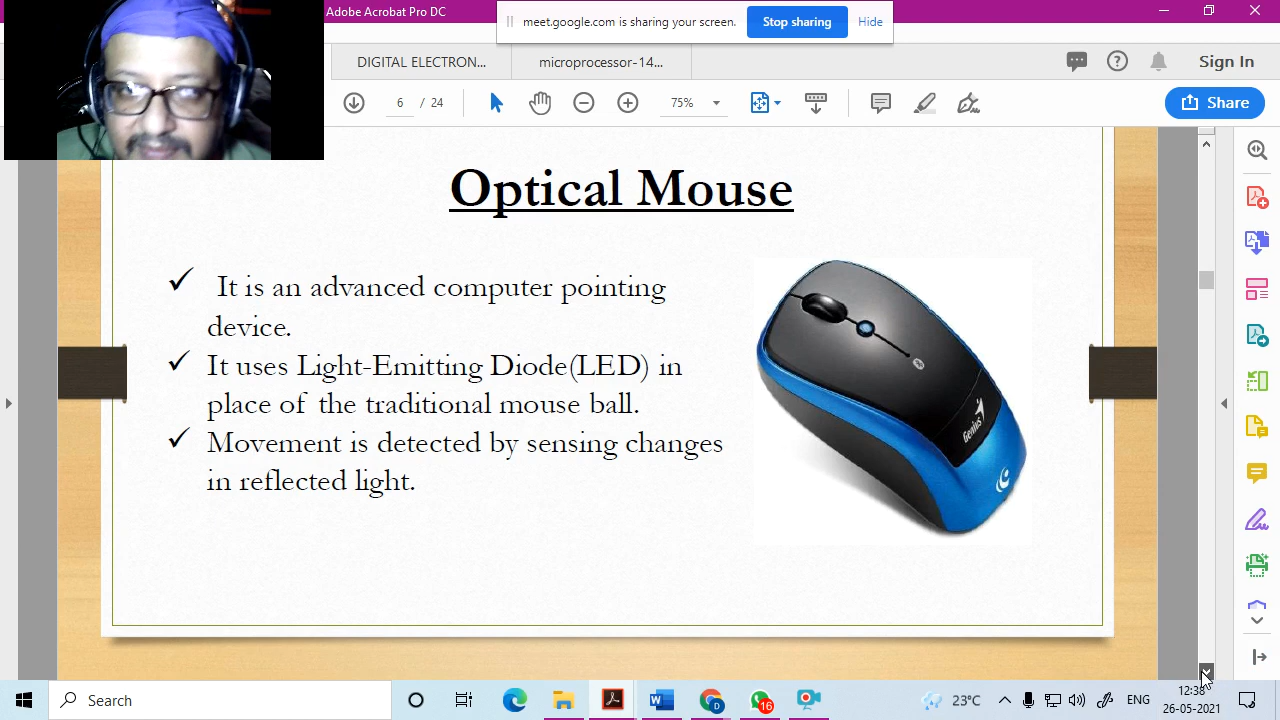 Adobe Acrobat Pro DC
meet.google.com is sharing your screen.
Stop sharing
Hide
DIGITAL ELECTRON...
microprocessor-14...
Sign In
6 / 24
75%
Share
Optical Mouse
It is an advanced computer pointing
device.
It uses Light-Emitting Diode(LED) in
place of the traditional mouse ball.
Movement is detected by sensing changes
in reflected light.
Genius
Search
16
23°C
ENG
12:38
26-05-2021